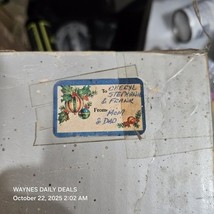 To CHERYL
STEPHANIE
& FRANK
From MOM
& DAD
WAYNES DAILY DEALS
October 22, 2025 2:02 AM